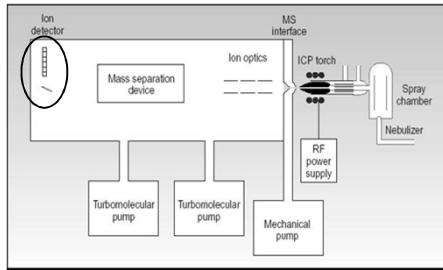 Ion
detector
MS
interface
Ion optics
ICP torch
Mass separation
device
Spray
chamber
Nebulizer
RF
power
supply
Turbomolecular
pump
Turbomolecular
pump
Mechanical
pump